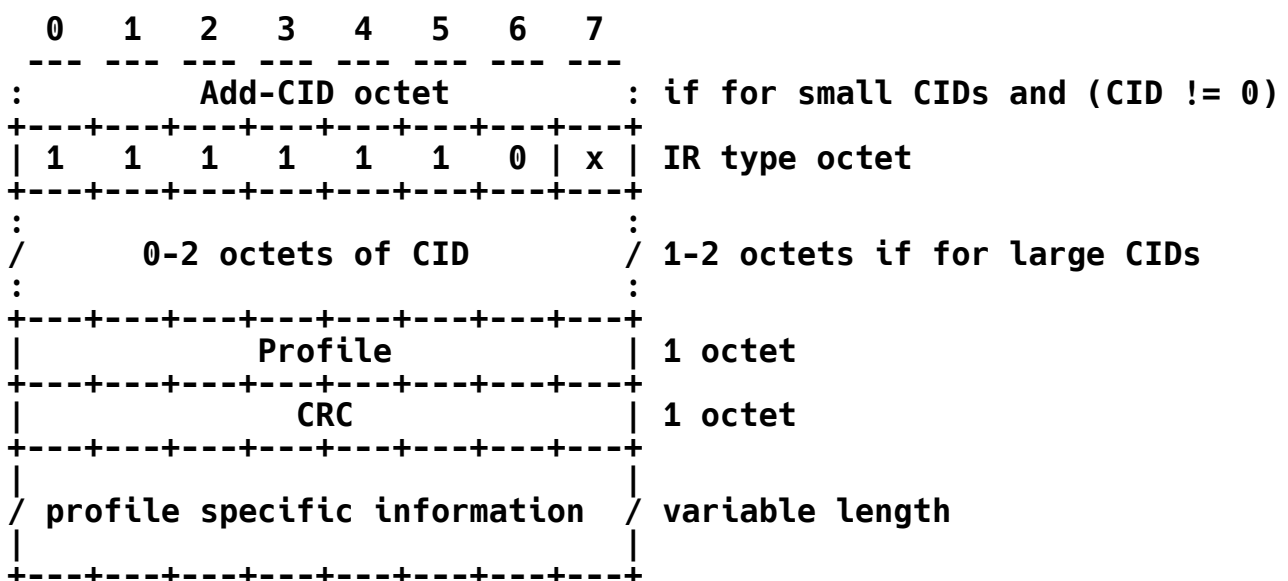 0   1   2   3   4   5   6   7
 --- --- --- --- --- --- --- ---
:         Add-CID octet         : if for small CIDs and (CID != 0)
+---+---+---+---+---+---+---+---+
| 1   1   1   1   1   1   0 | x | IR type octet
+---+---+---+---+---+---+---+---+
:                               :
/      0-2 octets of CID        / 1-2 octets if for large CIDs
:                               :
+---+---+---+---+---+---+---+---+
|            Profile            | 1 octet
+---+---+---+---+---+---+---+---+
|              CRC              | 1 octet
+---+---+---+---+---+---+---+---+
|                               |
/ profile specific information  / variable length
|                               |
+---+---+---+---+---+---+---+---+